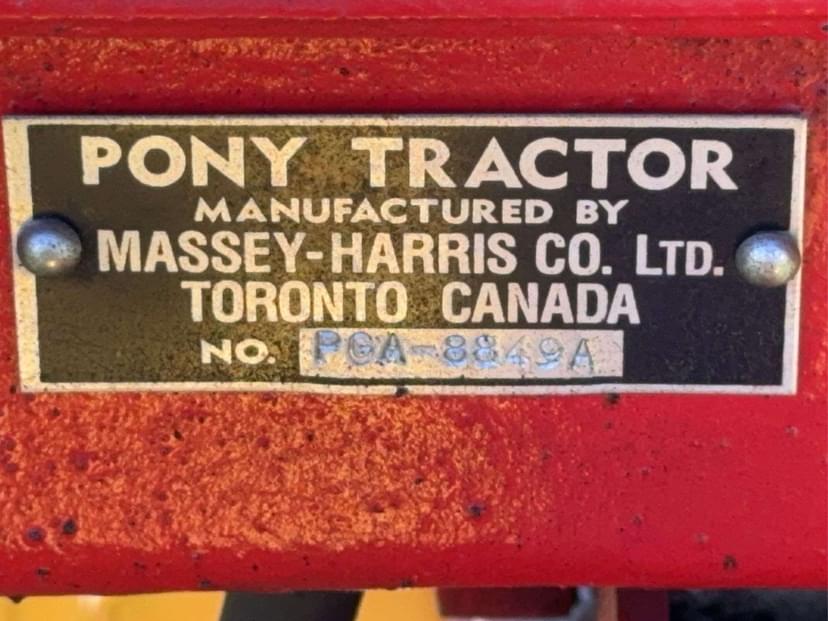 PONY TRACTOR
MANUFACTURED BY
MASSEY-HARRIS CO. LTD.
TORONTO CANADA
NO. PGA-8849A